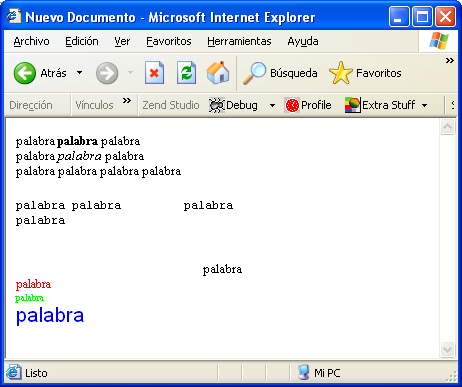 Nuevo Documento - Microsoft Internet Explorer
Archivo Edición Ver Favoritos Herramientas Ayuda
Atrás Búsqueda Favoritos
Dirección Vínculos Zend Studio Debug Profile Extra Stuff S
palabra palabra palabra
palabra palabra palabra
palabra palabra palabra palabra
palabra palabra palabra
palabra
palabra
palabra
palabra
palabra
Listo Mi PC